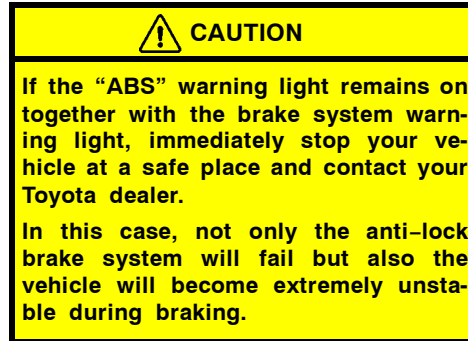 CAUTION
If the “ABS” warning light remains on
together with the brake system warn-
ing light, immediately stop your ve-
hicle at a safe place and contact your
Toyota dealer.
In this case, not only the anti−lock
brake system will fail but also the
vehicle will become extremely unsta-
ble during braking.